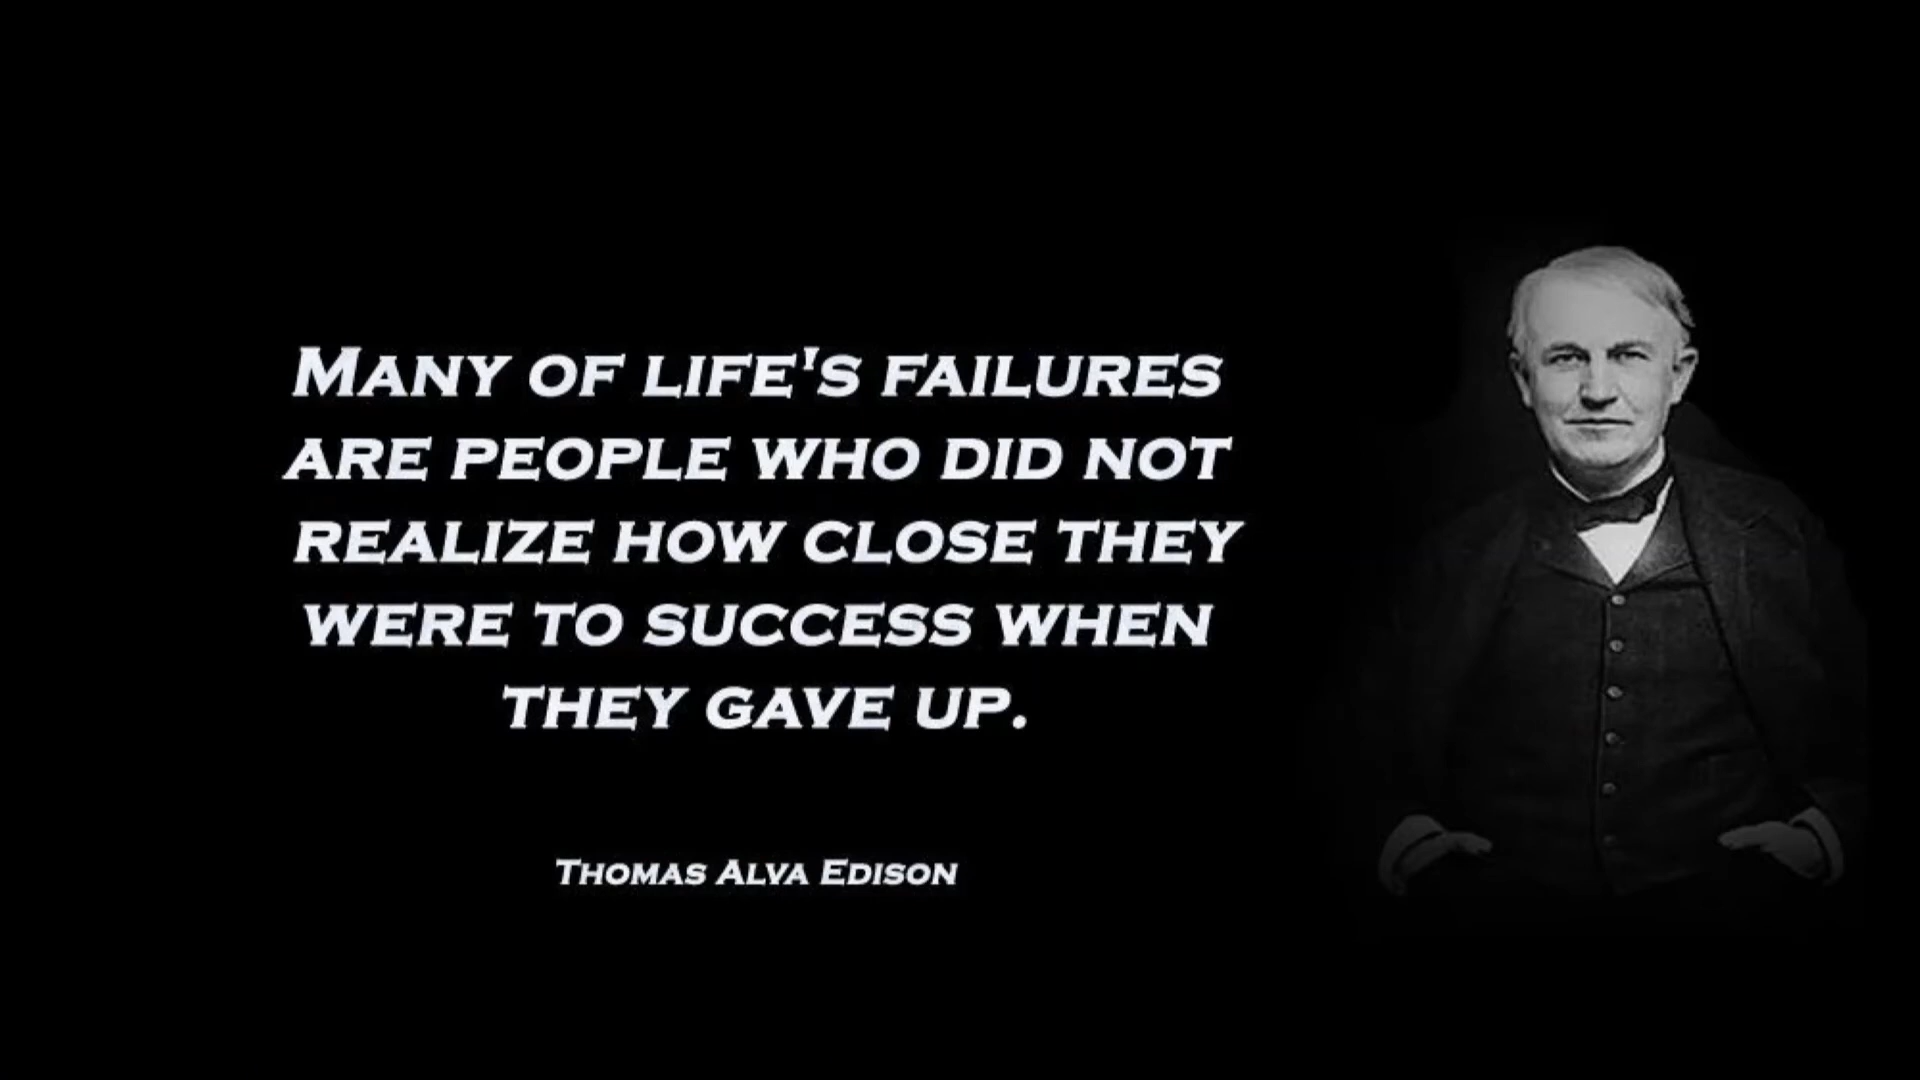 Many of life's failures
are people who did not
realize how close they
were to success when
they gave up.
Thomas Alva Edison